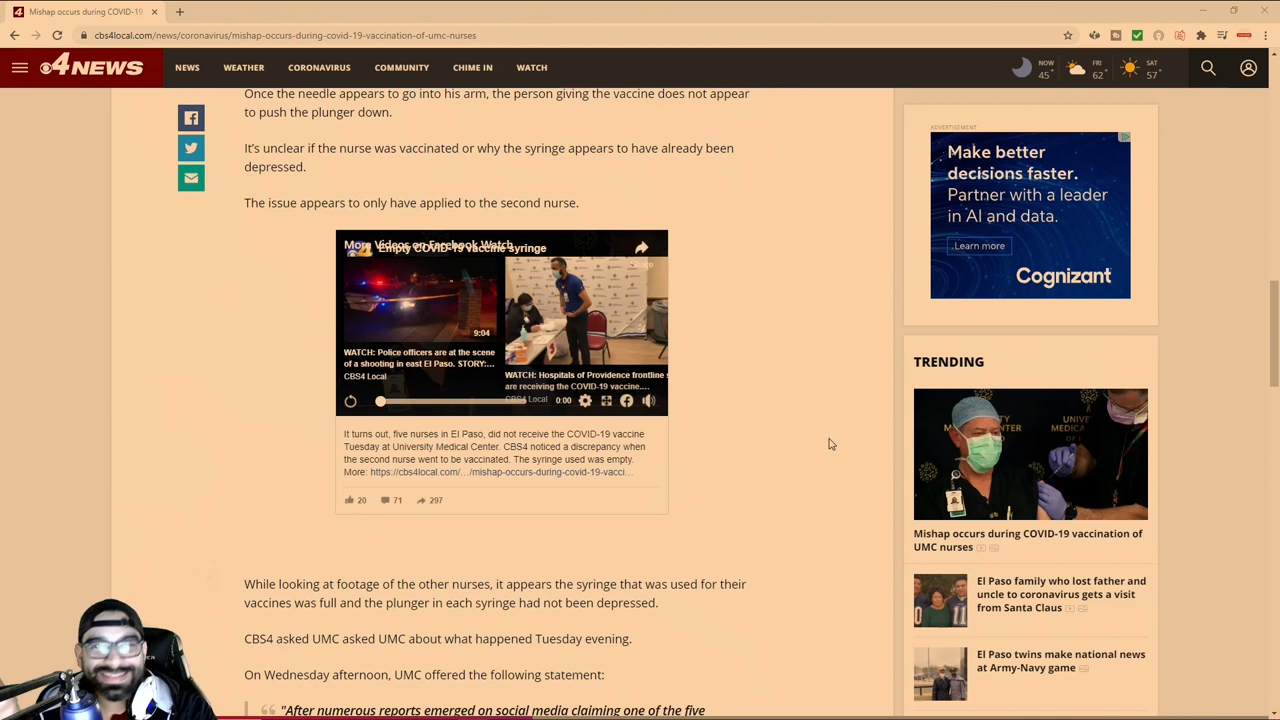 Mishap occurs during COVID-19
cbs4local.com/news/coronavirus/mishap-occurs-during-covid-19-vaccination-of-umc-nurses
4 NEWS
NEWS
WEATHER
CORONAVIRUS
COMMUNITY
CHIME IN
WATCH
NOW
45°
FRI
62°
SAT
57°
Once the needle appears to go into his arm, the person giving the vaccine does not appear
to push the plunger down.
It's unclear if the nurse was vaccinated or why the syringe appears to have already been
depressed.
The issue appears to only have applied to the second nurse.
More Videos on Facebook Watch
Empty COVID-19 vaccine syringe
Share
9:04
WATCH: Police officers are at the scene
of a shooting in east El Paso. STORY:...
CBS4 Local
WATCH: Hospitals of Providence frontline s
are receiving the COVID-19 vaccine....
CBS4 Local
0:00
It turns out, five nurses in El Paso, did not receive the COVID-19 vaccine
Tuesday at University Medical Center. CBS4 noticed a discrepancy when
the second nurse went to be vaccinated. The syringe used was empty.
More: https://cbs4local.com/…/mishap-occurs-during-covid-19-vacci…
20
71
297
While looking at footage of the other nurses, it appears the syringe that was used for their
vaccines was full and the plunger in each syringe had not been depressed.
CBS4 asked UMC asked UMC about what happened Tuesday evening.
On Wednesday afternoon, UMC offered the following statement:
"After numerous reports emerged on social media claiming one of the five
ADVERTISEMENT
Make better
decisions faster.
Partner with a leader
in AI and data.
Learn more
Cognizant
TRENDING
Mishap occurs during COVID-19 vaccination of
UMC nurses
El Paso family who lost father and
uncle to coronavirus gets a visit
from Santa Claus
El Paso twins make national news
at Army-Navy game